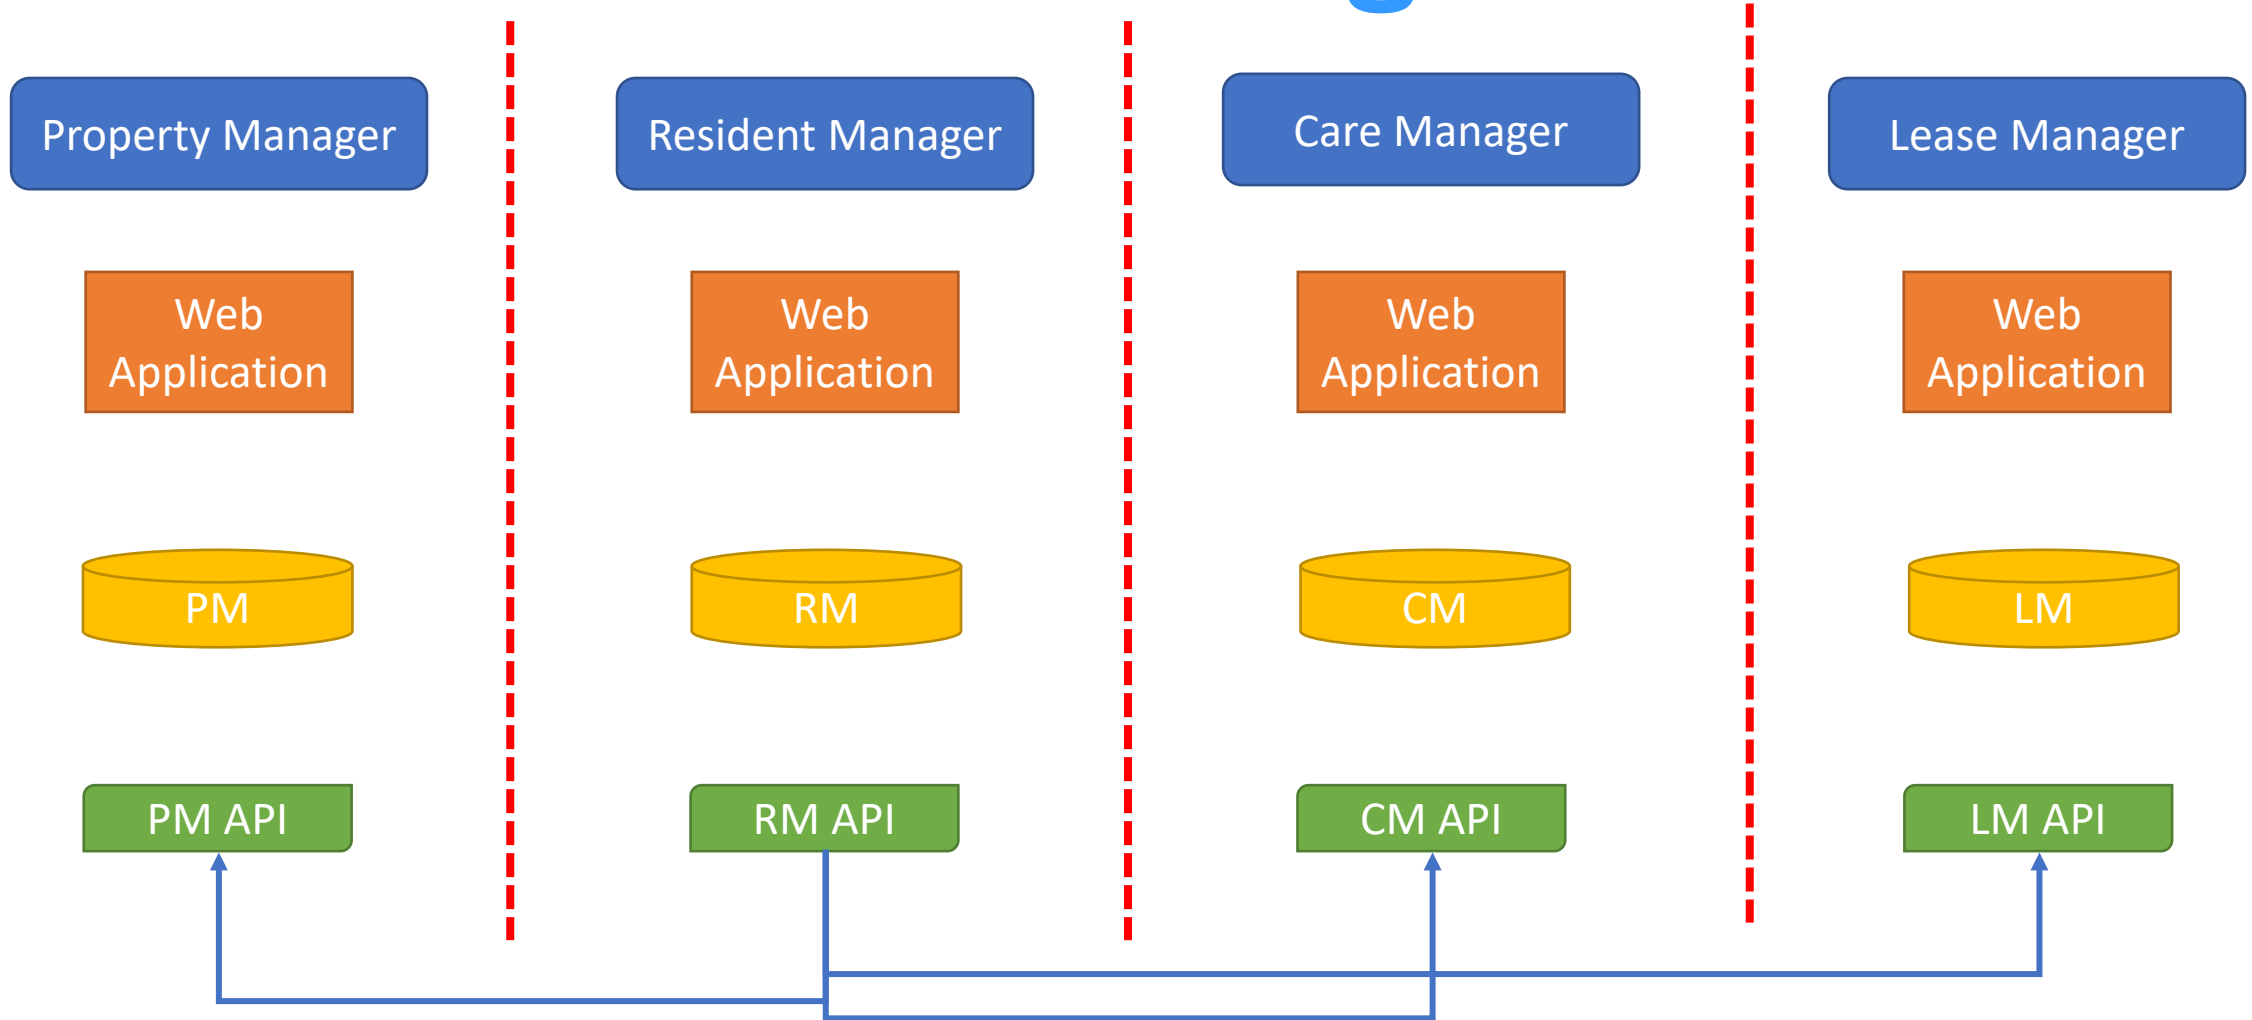 Property Manager
Resident Manager
Care Manager
Lease Manager
Web
Application
Web
Application
Web
Application
Web
Application
PM
RM
CM
LM
PM API
RM API
CM API
LM API